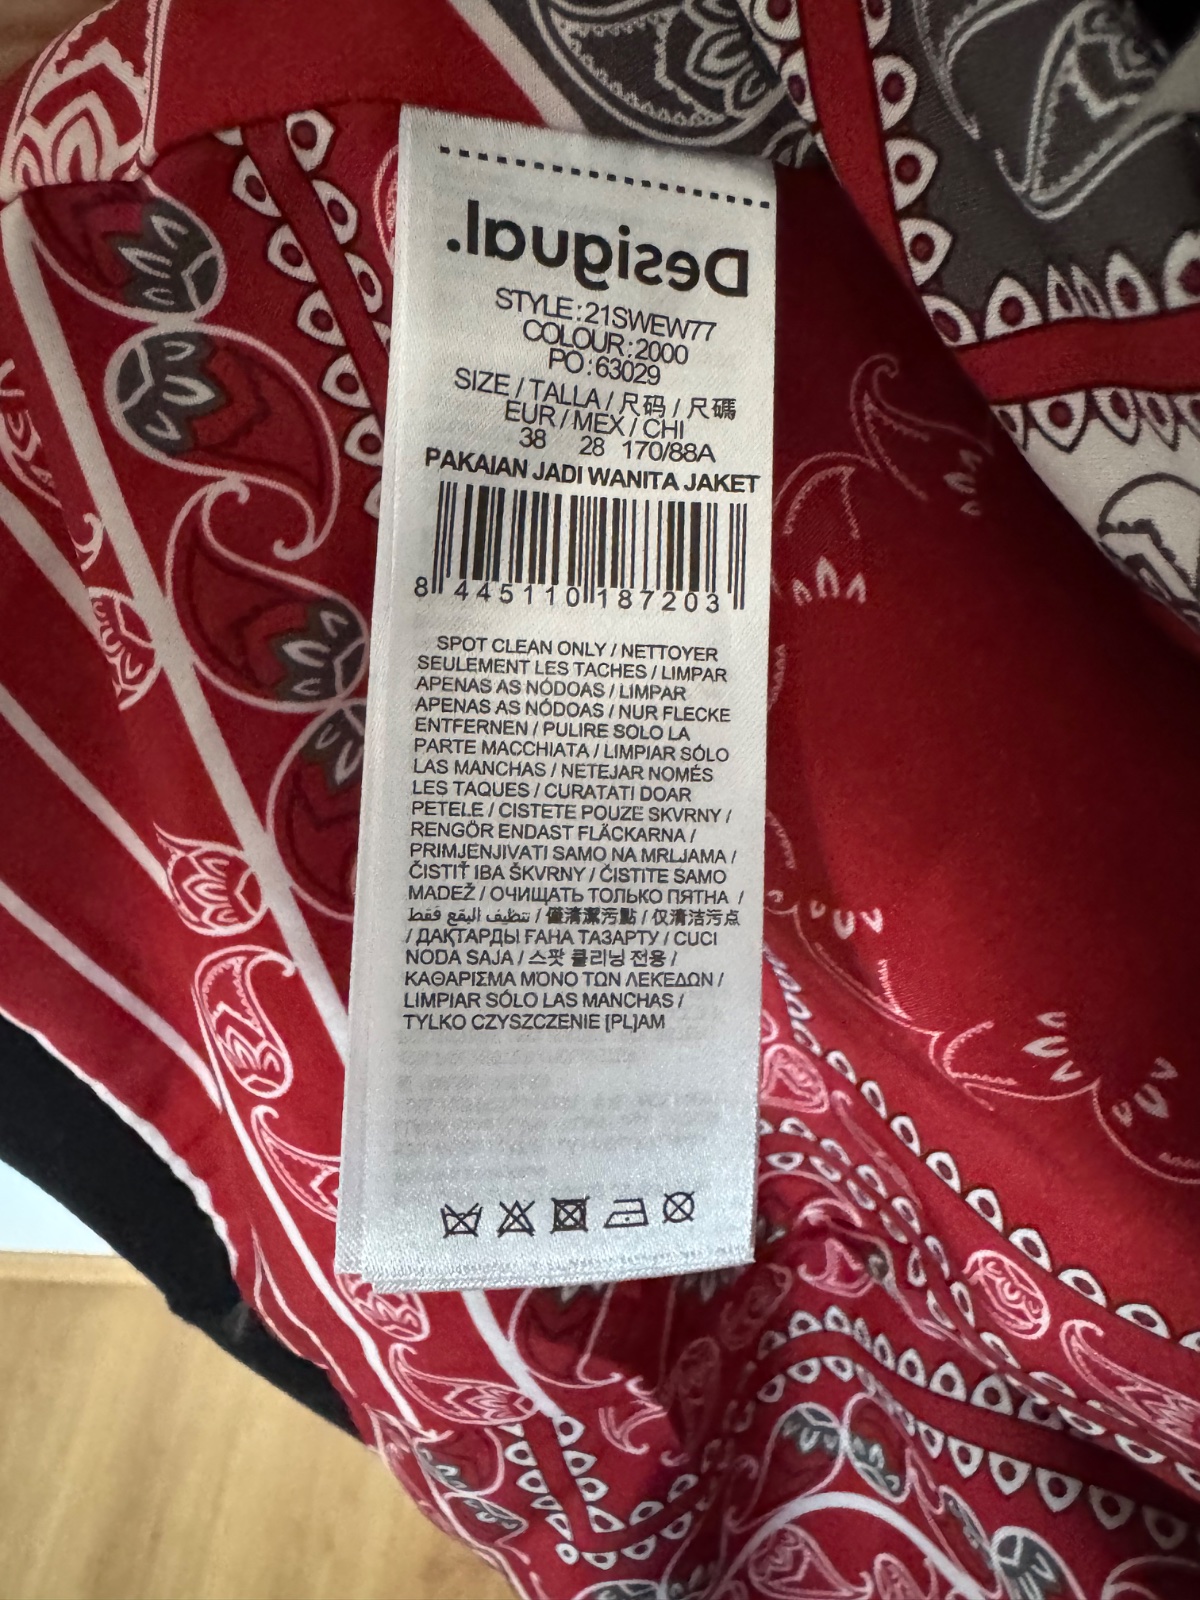 Desigual.
STYLE:21SWEW77
COLOUR:2000
PO:63029
SIZE / TALLA / 尺码 / 尺碼
EUR / MEX / CHI
38 28 170/88A
PAKAIAN JADI WANITA JAKET
8 445110 187203
SPOT CLEAN ONLY / NETTOYER
SEULEMENT LES TACHES / LIMPAR
APENAS AS NÓDOAS / LIMPAR
APENAS AS NÓDOAS / NUR FLECKE
ENTFERNEN / PULIRE SOLO LA
PARTE MACCHIATA / LIMPIAR SÓLO
LAS MANCHAS / NETEJAR NOMÉS
LES TAQUES / CURATATI DOAR
PETELE / CISTETE POUZE SKVRNY /
RENGÖR ENDAST FLÄCKARNA /
PRIMJENJIVATI SAMO NA MRLJAMA /
ČISTIŤ IBA ŠKVRNY / ČISTITE SAMO
MADEŽ / ОЧИЩАТЬ ТОЛЬКО ПЯТНА /
تنظيف البقع فقط / 僅清潔污點 / 仅清洁污点
/ ДАҚТАРДЫ ҒАНА ТАЗАРТУ / CUCI
NODA SAJA / 스팟 클리닝 전용 /
ΚΑΘΑΡΙΣΜΑ ΜΌΝΟ ΤΩΝ ΛΕΚΕΔΩΝ /
LIMPIAR SÓLO LAS MANCHAS /
TYLKO CZYSZCZENIE [PL]AM